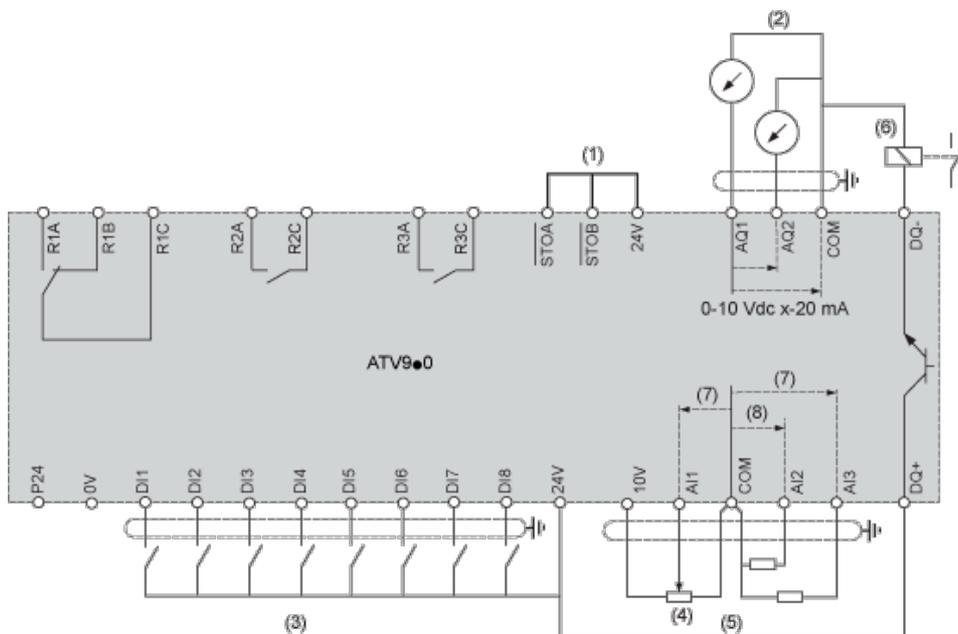 (2)
(6)
(1)
R1A R1B R1C R2A R2C R3A R3C STOA STOB 24V AQ1 AQ2 COM DQ-
0-10 Vdc x-20 mA
ATV9●0
(7) (7)
(8)
P24 0V DI1 DI2 DI3 DI4 DI5 DI6 DI7 DI8 24V 10V AI1 COM AI2 AI3 DQ+
(3) (4) (5)